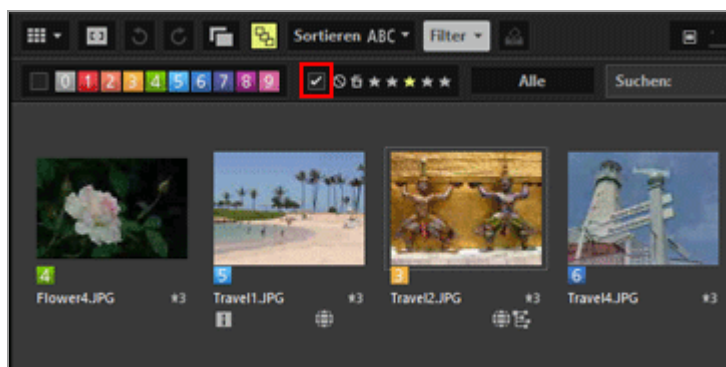 Sortieren ABC Filter
0 1 2 3 4 5 6 7 8 9 Alle Suchen:
4 5 3 6
Flower4.JPG ★3 Travel1.JPG ★3 Travel2.JPG ★3 Travel4.JPG ★3